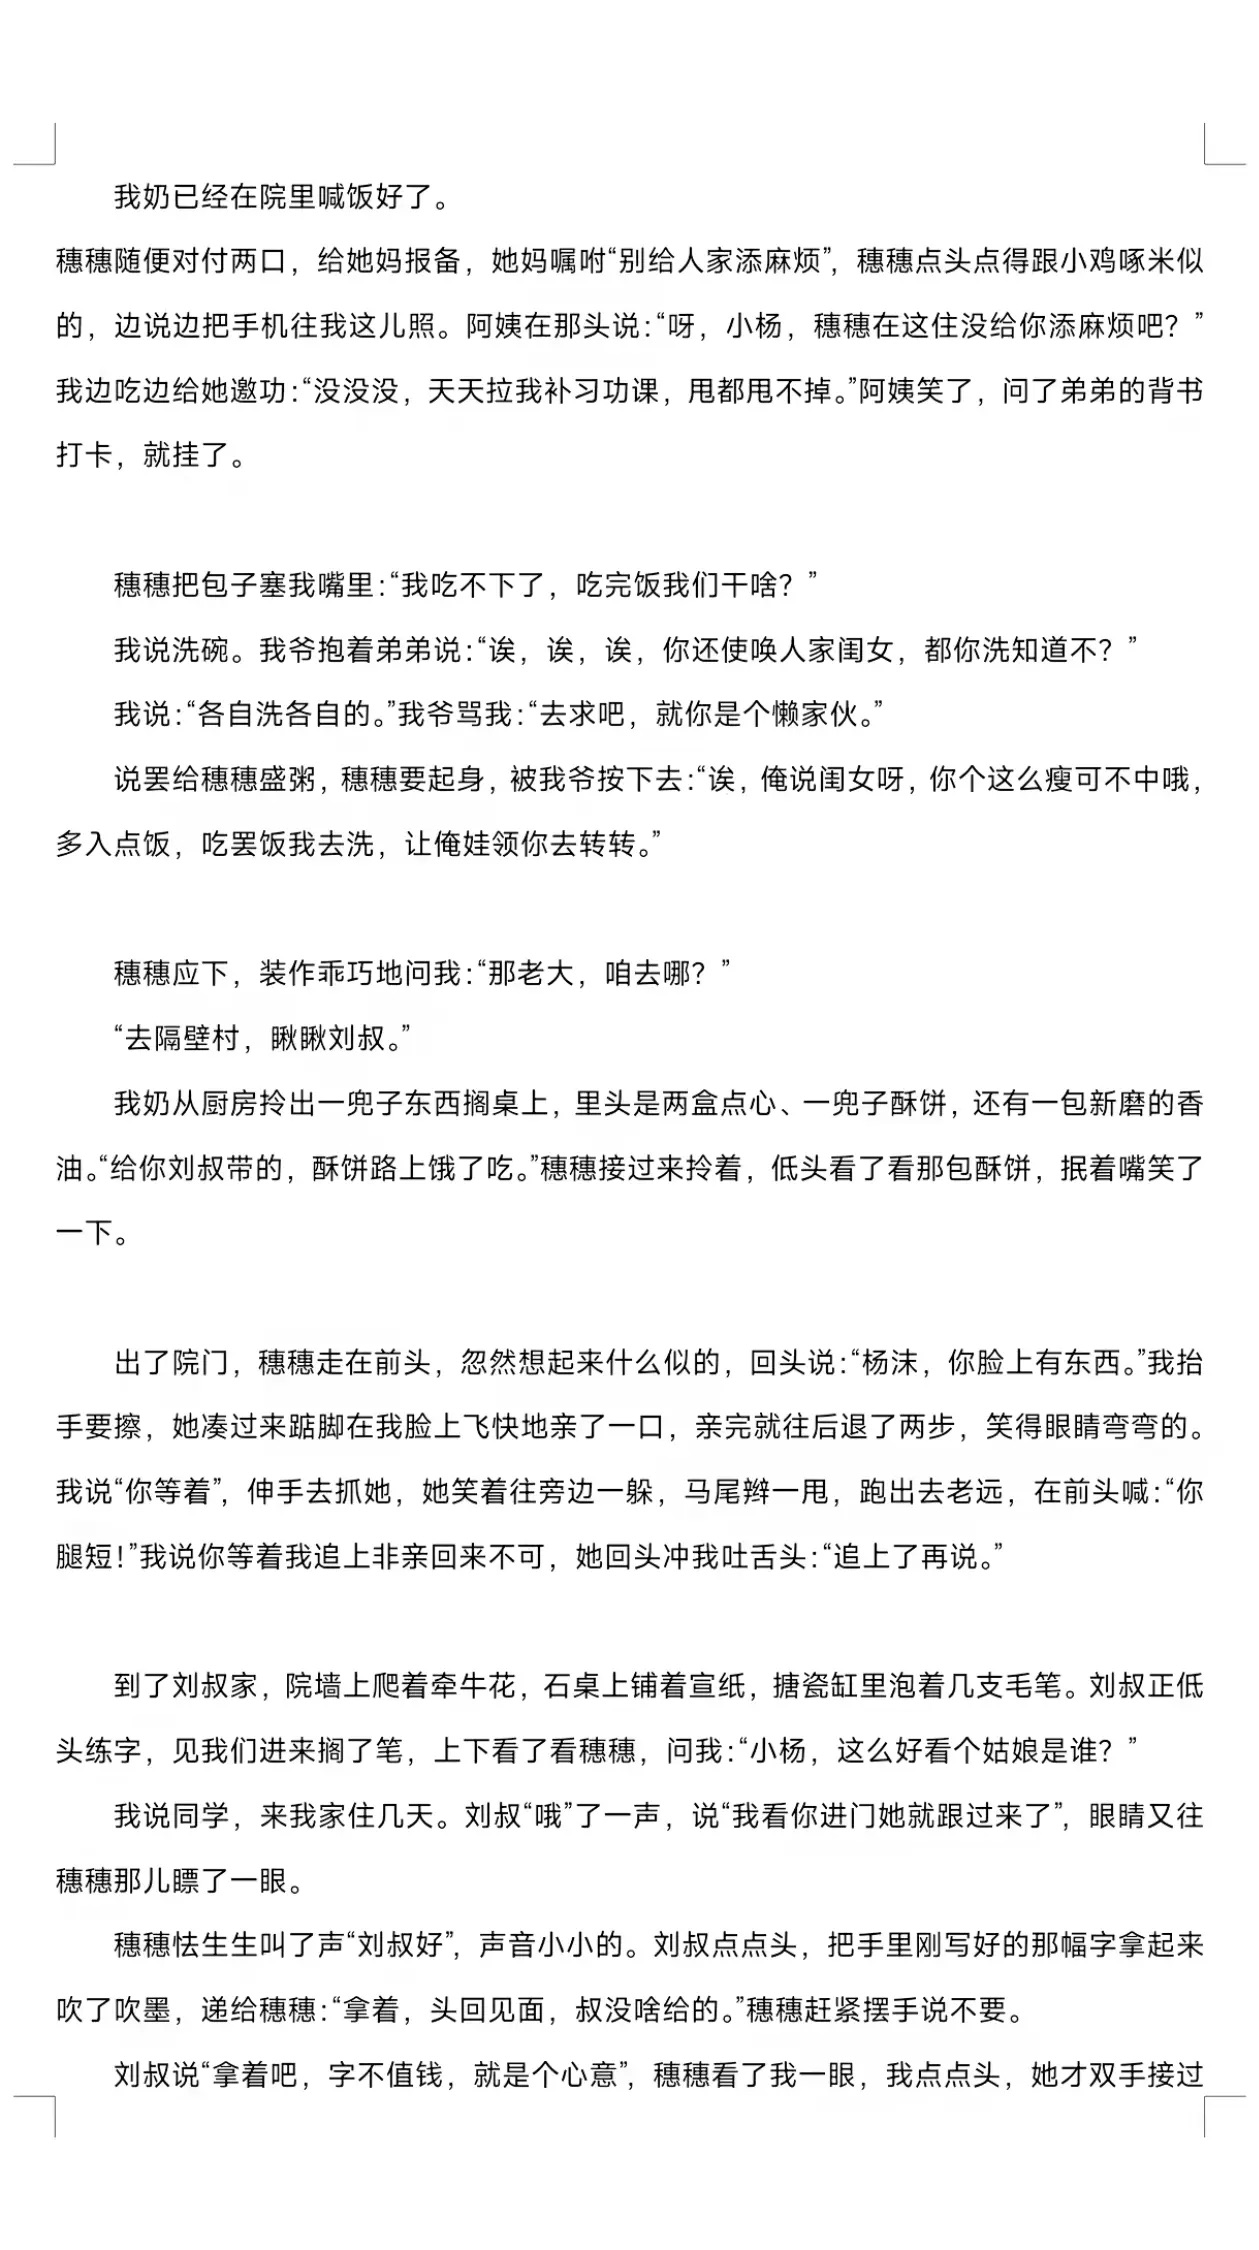 我奶已经在院里喊饭好了。
穗穗随便对付两口，给她妈报备，她妈嘱咐“别给人家添麻烦”，穗穗点头点得跟小鸡啄米似
的，边说边把手机往我这儿照。阿姨在那头说：“呀，小杨，穗穗在这住没给你添麻烦吧？”
我边吃边给她邀功：“没没没，天天拉我补习功课，甩都甩不掉。”阿姨笑了，问了弟弟的背书
打卡，就挂了。
穗穗把包子塞我嘴里：“我吃不下了，吃完饭我们干啥？”
我说洗碗。我爷抱着弟弟说：“诶，诶，诶，你还使唤人家闺女，都你洗知道不？”
我说：“各自洗各自的。”我爷骂我：“去求吧，就你是个懒家伙。”
说罢给穗穗盛粥，穗穗要起身，被我爷按下去：“诶，俺说闺女呀，你个这么瘦可不中哦，
多入点饭，吃罢饭我去洗，让俺娃领你去转转。”
穗穗应下，装作乖巧地问我：“那老大，咱去哪？”
“去隔壁村，瞅瞅刘叔。”
我奶从厨房拎出一兜子东西搁桌上，里头是两盒点心、一兜子酥饼，还有一包新磨的香
油。“给你刘叔带的，酥饼路上饿了吃。”穗穗接过来拎着，低头看了看那包酥饼，抿着嘴笑了
一下。
出了院门，穗穗走在前头，忽然想起来什么似的，回头说：“杨沫，你脸上有东西。”我抬
手要擦，她凑过来踮脚在我脸上飞快地亲了一口，亲完就往后退了两步，笑得眼睛弯弯的。
我说“你等着”，伸手去抓她，她笑着往旁边一躲，马尾辫一甩，跑出去老远，在前头喊：“你
腿短！”我说你等着我追上非亲回来不可，她回头冲我吐舌头：“追上了再说。”
到了刘叔家，院墙上爬着牵牛花，石桌上铺着宣纸，搪瓷缸里泡着几支毛笔。刘叔正低
头练字，见我们进来搁了笔，上下看了看穗穗，问我：“小杨，这么好看个姑娘是谁？”
我说同学，来我家住几天。刘叔“哦”了一声，说“我看你进门她就跟过来了”，眼睛又往
穗穗那儿瞟了一眼。
穗穗怯生生叫了声“刘叔好”，声音小小的。刘叔点点头，把手里刚写好的那幅字拿起来
吹了吹墨，递给穗穗：“拿着，头回见面，叔没啥给的。”穗穗赶紧摆手说不要。
刘叔说“拿着吧，字不值钱，就是个心意”，穗穗看了我一眼，我点点头，她才双手接过